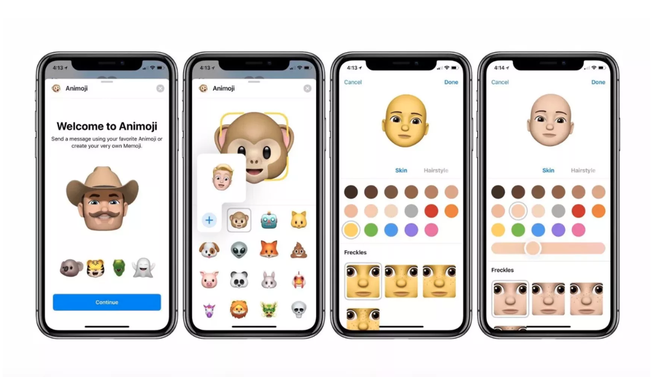 4:13
Animoji
Welcome to Animoji
Send a message using your favorite Animoji or
create your very own Memoji.
Continue
4:13
Animoji
4:13
Cancel
Done
Skin
Hairstyle
Freckles
4:14
Cancel
Done
Skin
Hairstyle
Freckles